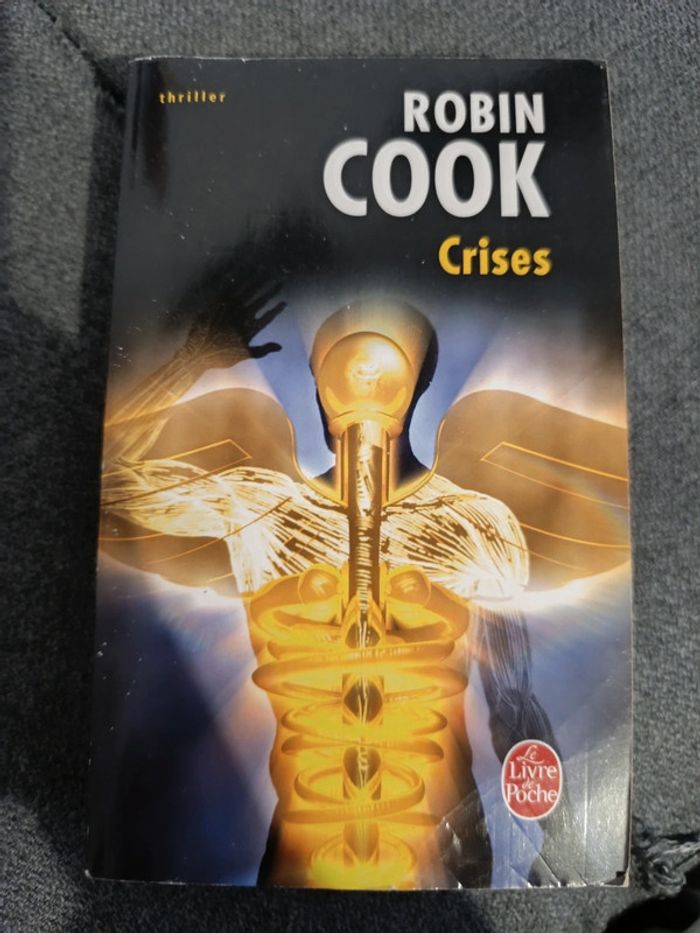 thriller
ROBIN
COOK
Crises
Le
Livre
de
Poche